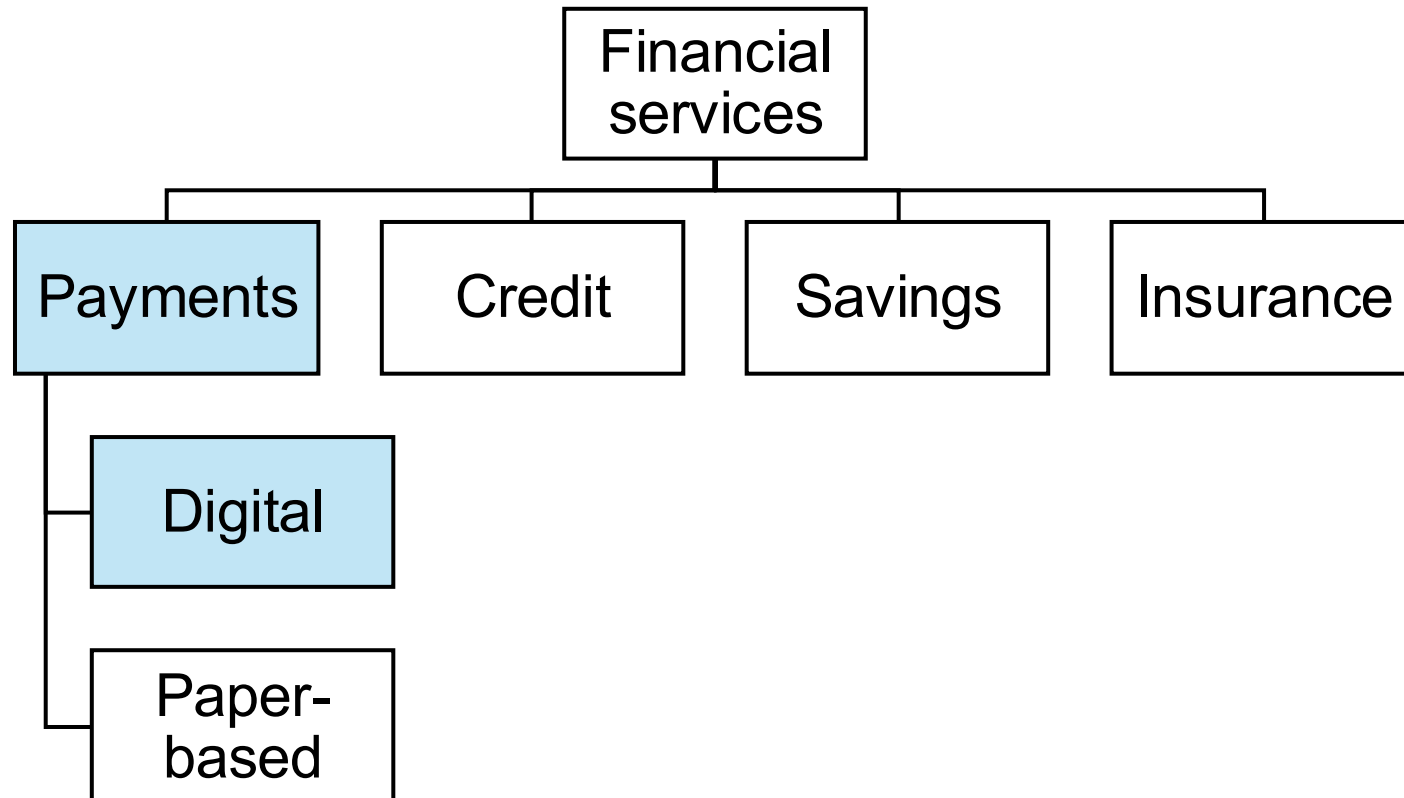 Financial
services
Payments
Credit
Savings
Insurance
Digital
Paper-
based